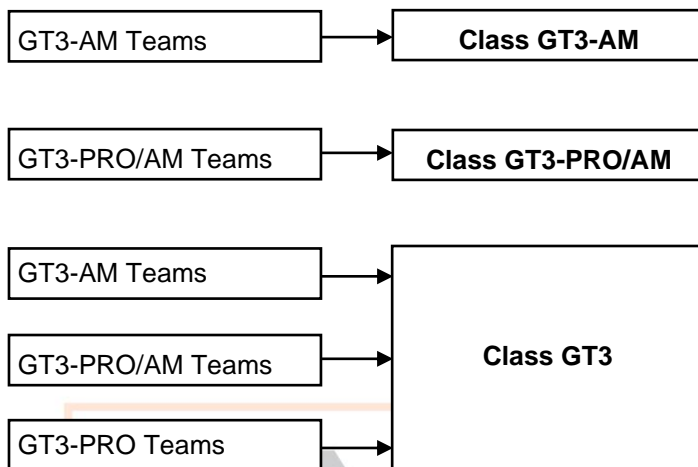 GT3-AM Teams
Class GT3-AM
GT3-PRO/AM Teams
Class GT3-PRO/AM
GT3-AM Teams
GT3-PRO/AM Teams
Class GT3
GT3-PRO Teams